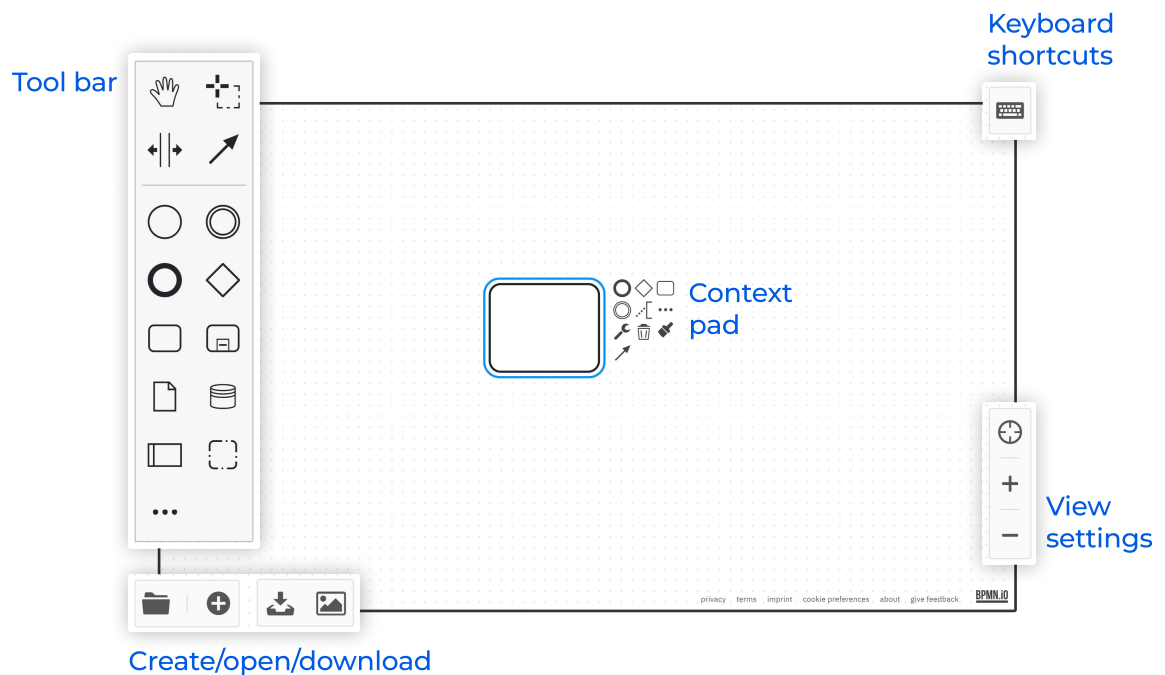 Keyboard
shortcuts
Tool bar
Context
pad
View
settings
privacy terms imprint cookie preferences about give feedback BPMN.iO
Create/open/download